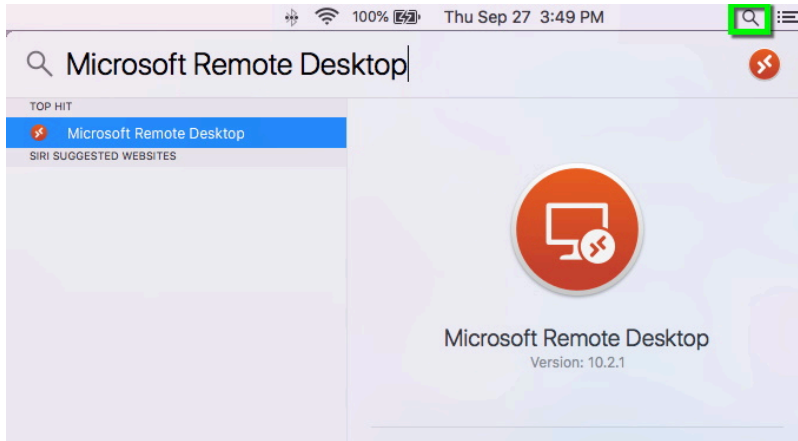 100% Thu Sep 27 3:49 PM
Microsoft Remote Desktop
TOP HIT
Microsoft Remote Desktop
SIRI SUGGESTED WEBSITES
Microsoft Remote Desktop
Version: 10.2.1